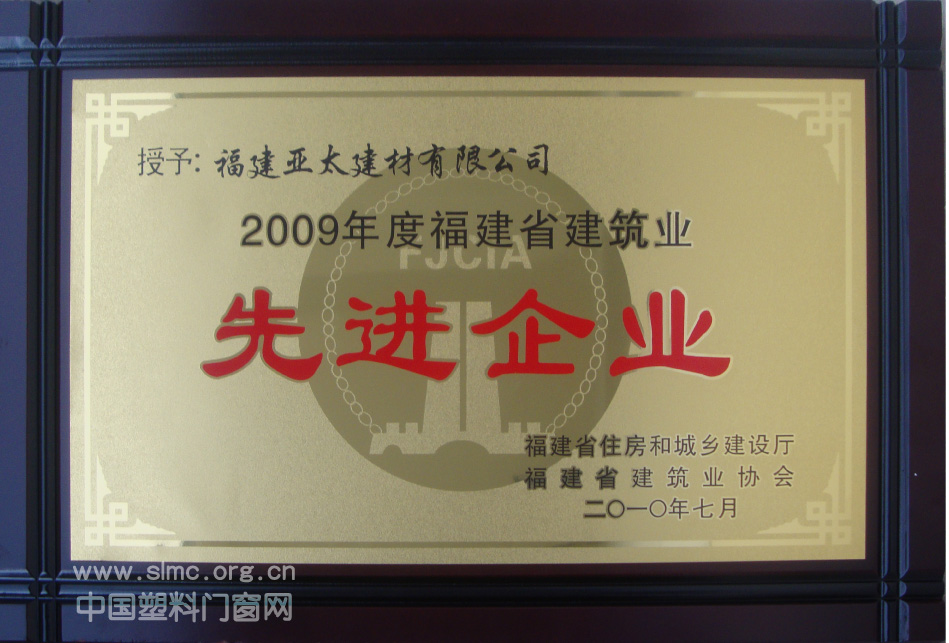 授予:福建亚太建材有限公司
2009年度福建省建筑业
FJCIA
先进企业
福建省住房和城乡建设厅
福建省建筑业协会
二〇一〇年七月
www.slmc.org.cn
中国塑料门窗网